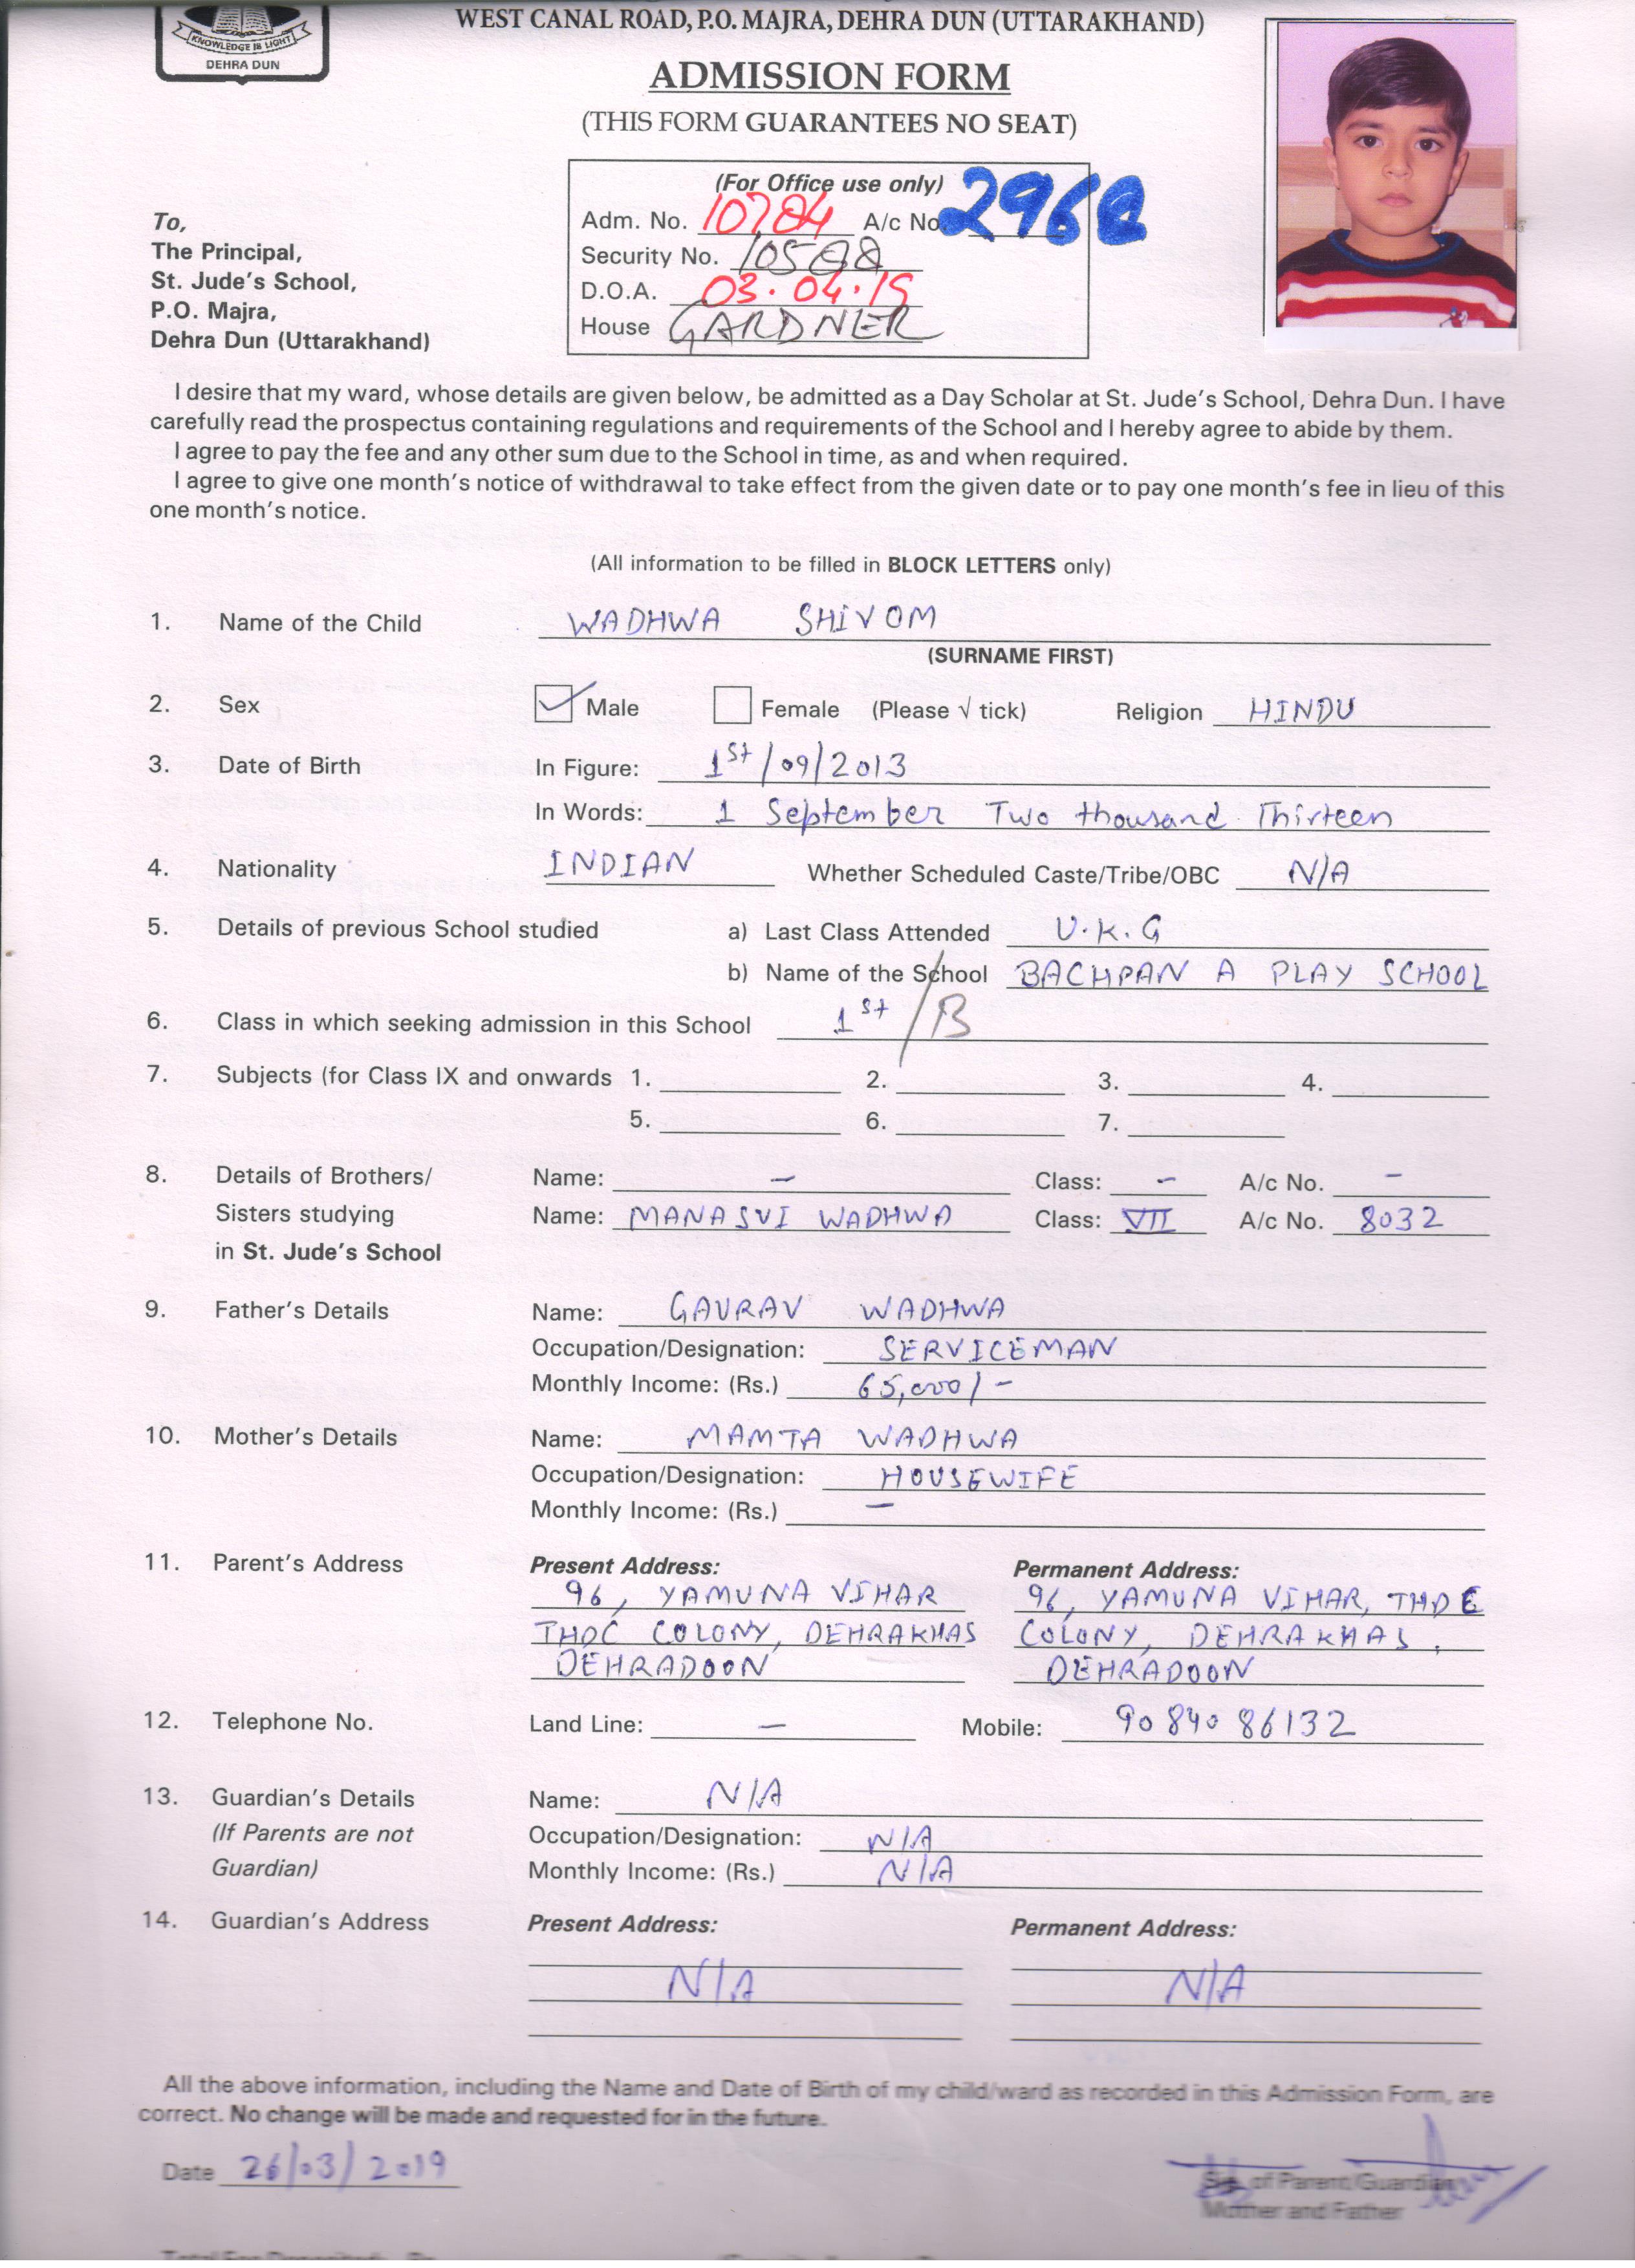 KNOWLEDGE IS LIGHT
DEHRA DUN
WEST CANAL ROAD, P.O. MAJRA, DEHRA DUN (UTTARAKHAND)
ADMISSION FORM
(THIS FORM GUARANTEES NO SEAT)
(For Office use only)
Adm. No. 10784 A/c No. 2968
Security No. 10588
D.O.A. 03.04.19
House GARDNER
To,
The Principal,
St. Jude's School,
P.O. Majra,
Dehra Dun (Uttarakhand)
I desire that my ward, whose details are given below, be admitted as a Day Scholar at St. Jude's School, Dehra Dun. I have
carefully read the prospectus containing regulations and requirements of the School and I hereby agree to abide by them.
I agree to pay the fee and any other sum due to the School in time, as and when required.
I agree to give one month's notice of withdrawal to take effect from the given date or to pay one month's fee in lieu of this
one month's notice.
(All information to be filled in BLOCK LETTERS only)
1. Name of the Child WADHWA SHIVOM
(SURNAME FIRST)
2. Sex Male Female (Please √ tick) Religion HINDU
3. Date of Birth In Figure: 1st/09/2013
In Words: 1 September Two thousand Thirteen
4. Nationality INDIAN Whether Scheduled Caste/Tribe/OBC N/A
5. Details of previous School studied a) Last Class Attended U.K.G
b) Name of the School BACHPAN A PLAY SCHOOL
6. Class in which seeking admission in this School 1st/B
7. Subjects (for Class IX and onwards 1. 2. 3. 4.
5. 6. 7.
8. Details of Brothers/ Name: – Class: – A/c No. –
Sisters studying Name: MANASVI WADHWA Class: VII A/c No. 8032
in St. Jude's School
9. Father's Details Name: GAURAV WADHWA
Occupation/Designation: SERVICEMAN
Monthly Income: (Rs.) 65,000/-
10. Mother's Details Name: MAMTA WADHWA
Occupation/Designation: HOUSEWIFE
Monthly Income: (Rs.) –
11. Parent's Address Present Address: Permanent Address:
96, YAMUNA VIHAR 96, YAMUNA VIHAR, THDC
THDC COLONY, DEHRAKHAS COLONY, DEHRAKHAS,
DEHRADOON DEHRADOON
12. Telephone No. Land Line: – Mobile: 9084086132
13. Guardian's Details Name: N/A
(If Parents are not Occupation/Designation: N/A
Guardian) Monthly Income: (Rs.) N/A
14. Guardian's Address Present Address: Permanent Address:
N/A N/A
All the above information, including the Name and Date of Birth of my child/ward as recorded in this Admission Form, are
correct. No change will be made and requested for in the future.
Date 26/03/2019
Sig. of Parent/Guardian
Mother and Father